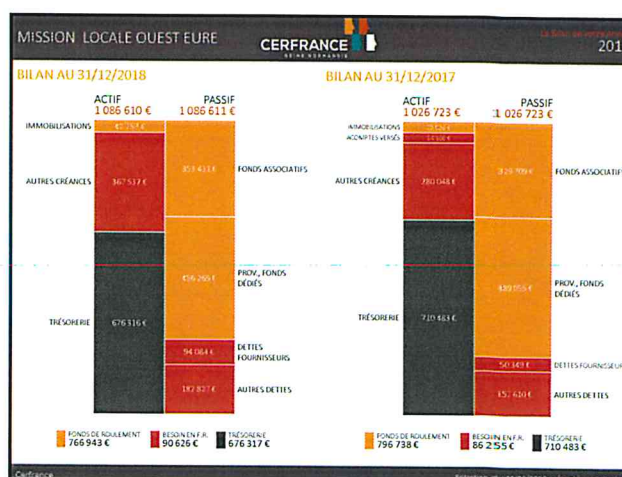 MISSION LOCALE OUEST EURE
CERFRANCE
SEINE NORMANDIE
BILAN AU 31/12/2018
ACTIF
1 086 610 €
PASSIF
1 086 611 €
IMMOBILISATIONS
AUTRES CRÉANCES
367 537 €
TRÉSORERIE
676 316 €
FONDS ASSOCIATIFS
456 265 €
PROV., FONDS
DÉDIÉS
94 084 €
DETTES
FOURNISSEURS
182 827 €
AUTRES DETTES
FONDS DE ROULEMENT
766 943 €
BESOIN EN F.R.
90 626 €
TRÉSORERIE
676 317 €
BILAN AU 31/12/2017
ACTIF
1 026 723 €
PASSIF
1 026 723 €
IMMOBILISATIONS
ACOMPTES VERSÉS
AUTRES CRÉANCES
280 048 €
TRÉSORERIE
710 483 €
329 709 €
FONDS ASSOCIATIFS
489 055 €
PROV., FONDS
DÉDIÉS
50 349 €
DETTES FOURNISSEUR
157 610 €
AUTRES DETTES
FONDS DE ROULEMENT
796 738 €
BESOIN EN F.R.
86 255 €
TRÉSORERIE
710 483 €
Cerfrance